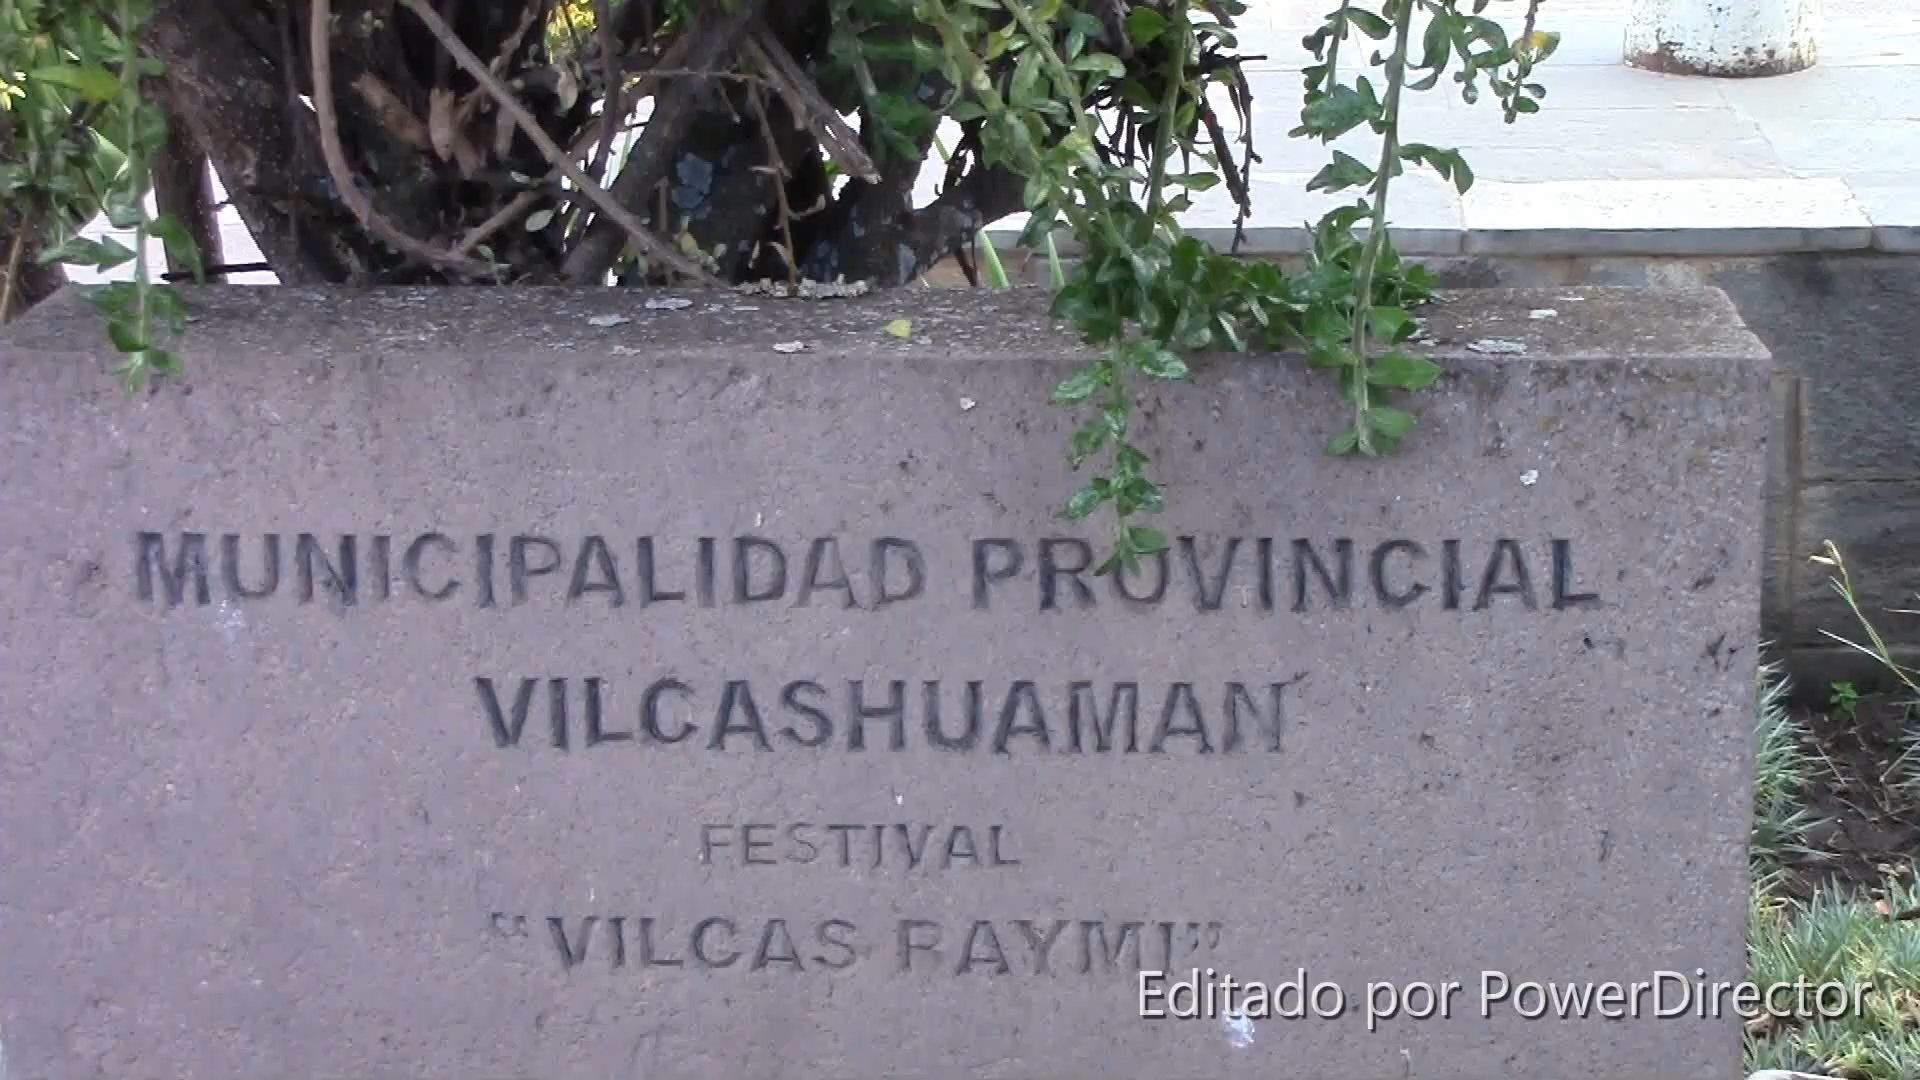 MUNICIPALIDAD PROVINCIAL
VILCASHUAMAN
FESTIVAL
"VILCAS RAYMI"
Editado por PowerDirector